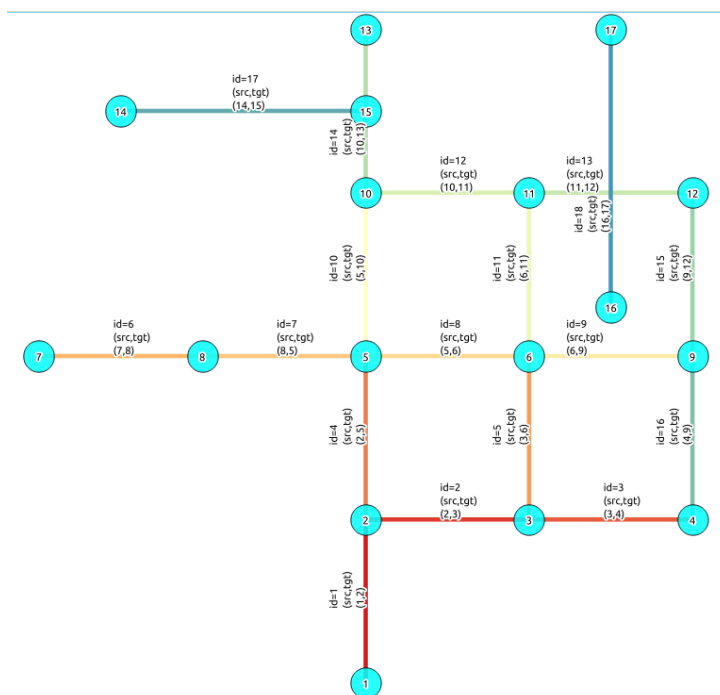 13
17
id=17
(src,tgt)
(14,15)
14
15
id=14
(src,tgt)
(10,13)
id=12
(src,tgt)
(10,11)
id=13
(src,tgt)
(11,12)
10
11
12
id=18
(src,tgt)
(16,17)
id=10
(src,tgt)
(5,10)
id=11
(src,tgt)
(6,11)
id=15
(src,tgt)
(9,12)
16
id=6
(src,tgt)
(7,8)
id=7
(src,tgt)
(8,5)
id=8
(src,tgt)
(5,6)
id=9
(src,tgt)
(6,9)
7
8
5
6
9
id=4
(src,tgt)
(2,5)
id=5
(src,tgt)
(3,6)
id=16
(src,tgt)
(4,9)
id=2
(src,tgt)
(2,3)
id=3
(src,tgt)
(3,4)
2
3
4
id=1
(src,tgt)
(1,2)
1